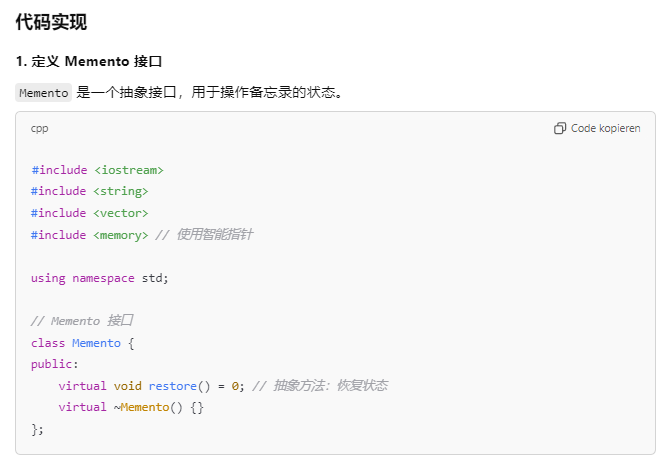 代码实现
1. 定义 Memento 接口
Memento 是一个抽象接口，用于操作备忘录的状态。
cpp
Code kopieren
#include <iostream>
#include <string>
#include <vector>
#include <memory> // 使用智能指针
using namespace std;
// Memento 接口
class Memento {
public:
    virtual void restore() = 0; // 抽象方法：恢复状态
    virtual ~Memento() {}
};